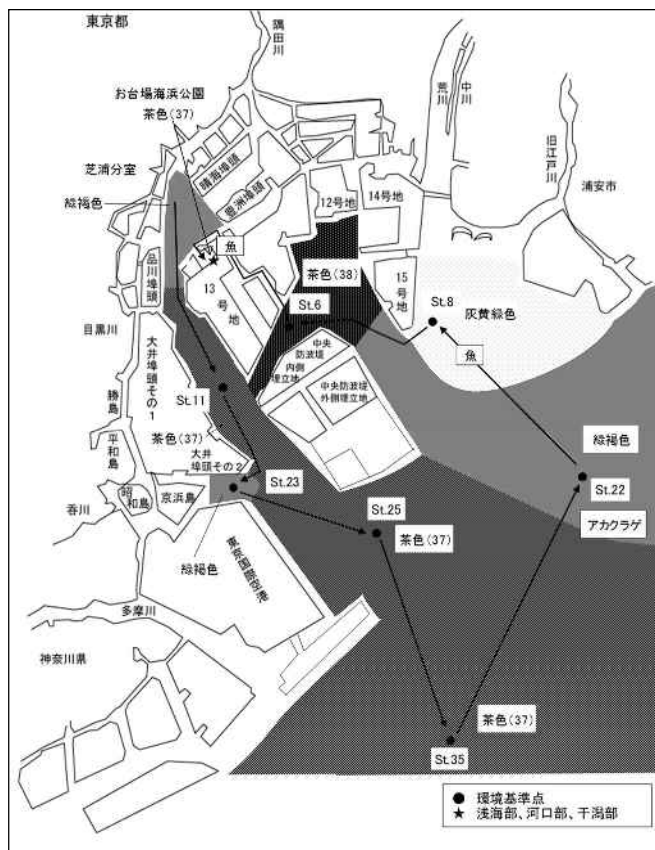 東京都
隅田川
お台場海浜公園
茶色(37)
荒川
中川
旧江戸川
芝浦分室
晴海埠頭
豊洲埠頭
12号地
14号地
浦安市
緑褐色
魚
品川埠頭
13号地
茶色(38)
15号地
St.8
灰黄緑色
St.6
目黒川
大井埠頭その1
中央防波堤内側埋立地
魚
中央防波堤外側埋立地
勝島
St.11
茶色(37)
緑褐色
平和島
大井埠頭その2
St.23
St.22
昭和島
京浜島
アカクラゲ
呑川
St.25
茶色(37)
緑褐色
東京国際空港
多摩川
神奈川県
茶色(37)
St.35
● 環境基準点
★ 浅海部、河口部、干潟部